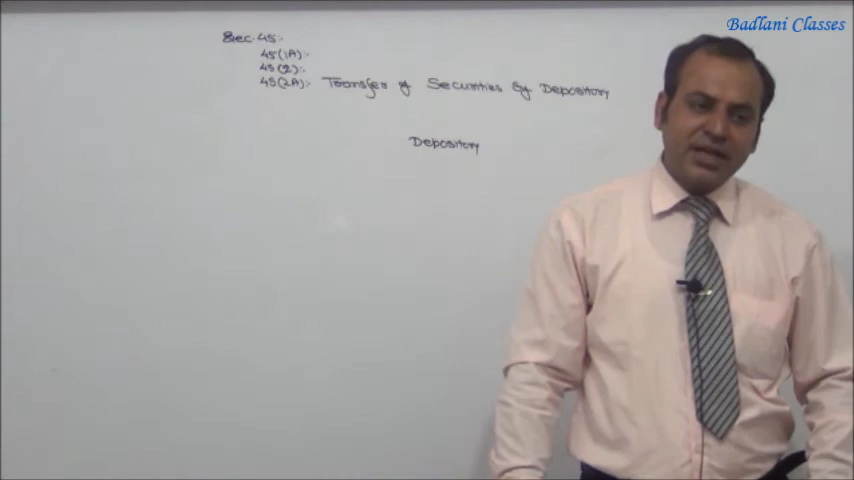 Badlani Classes
Sec. 45:-
45(1A):-
45(2):-
45(2A):- Transfer of Securities by Depository
Depository